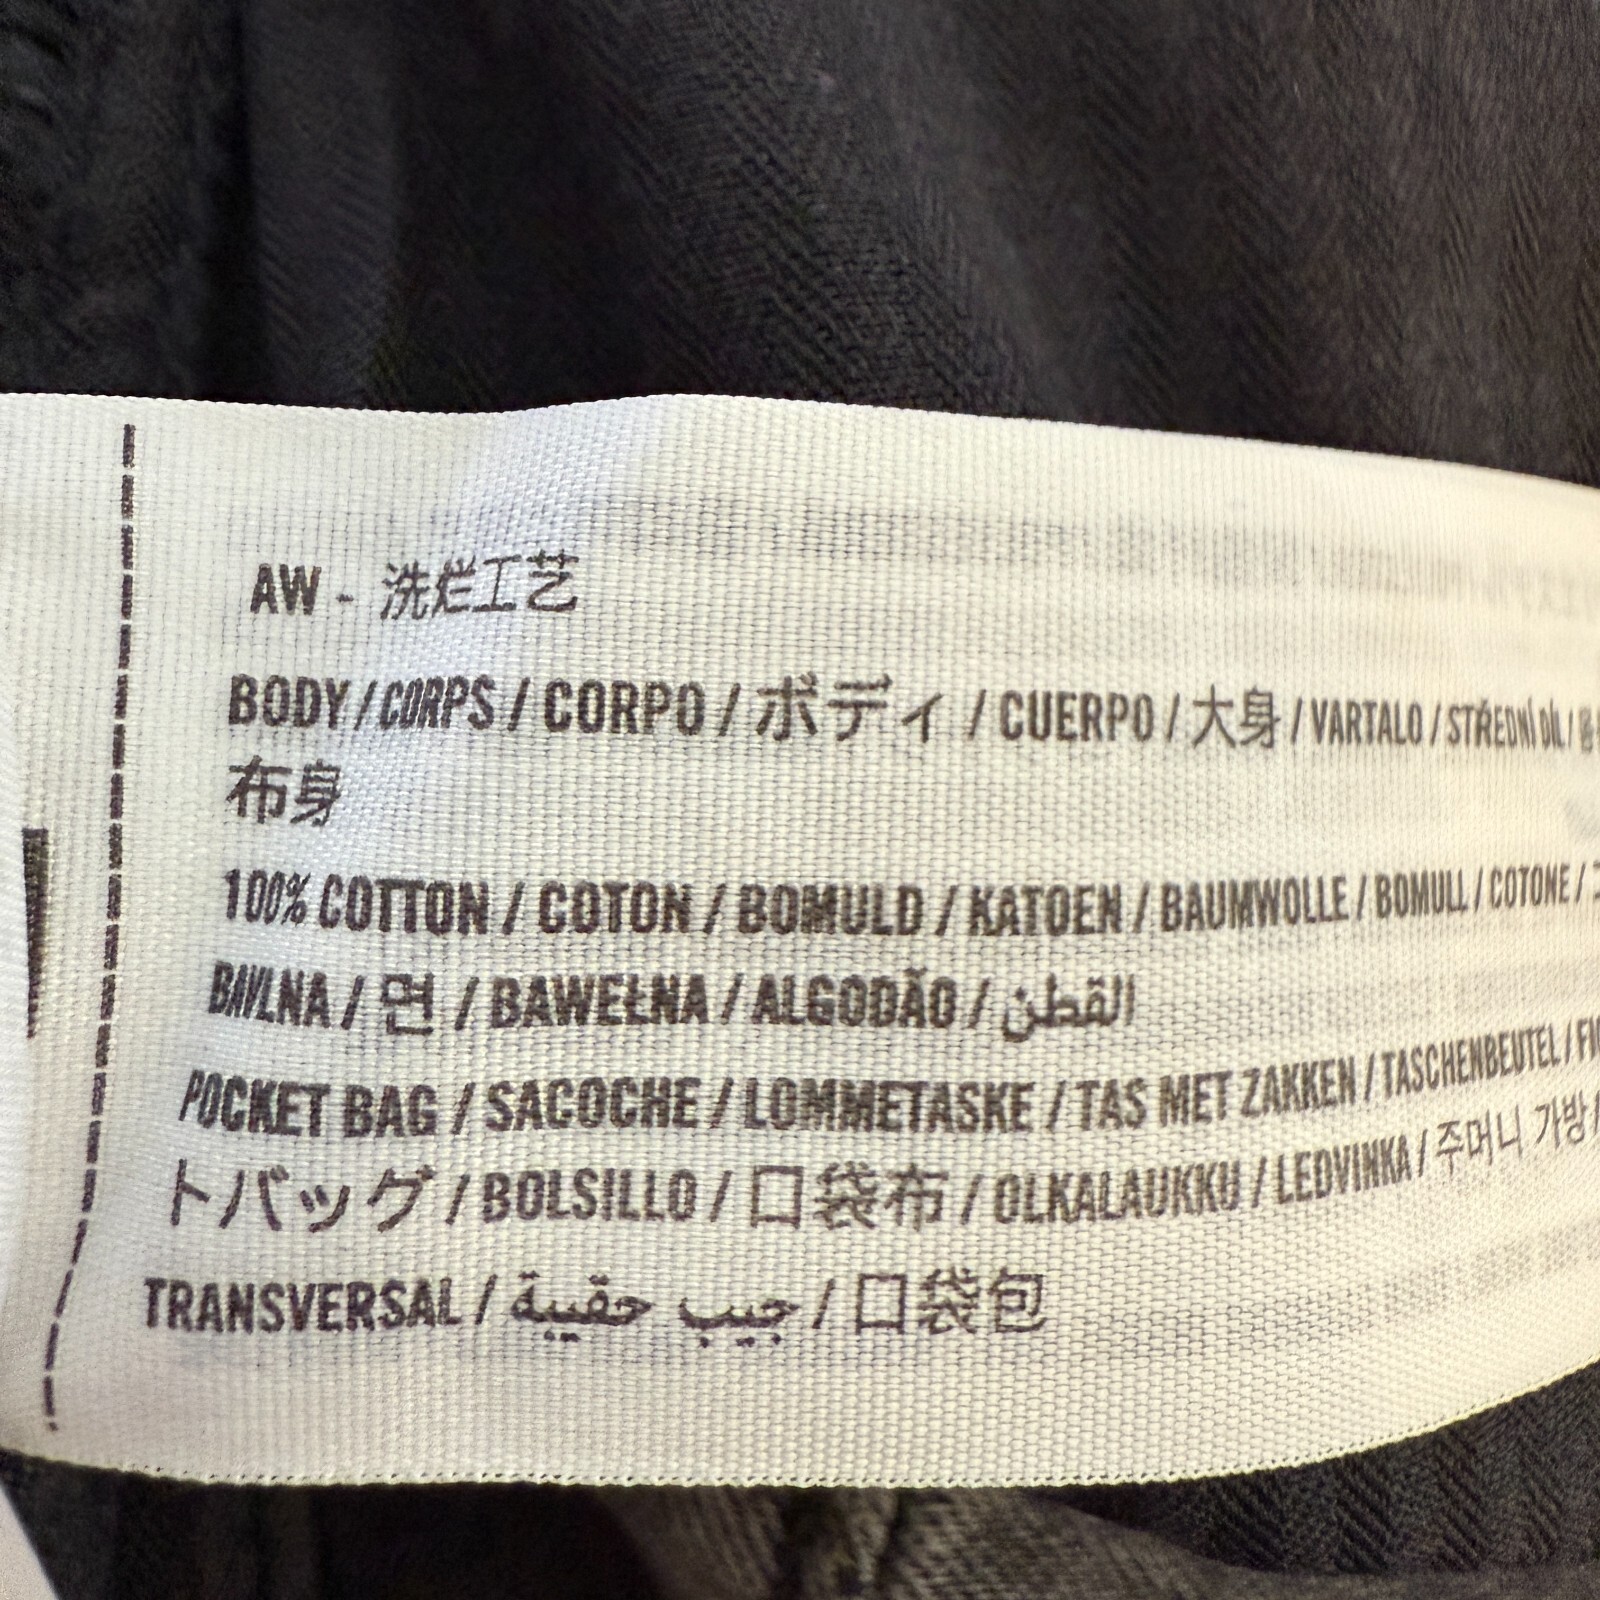 AW - 洗烂工艺
BODY / CORPS / CORPO / ボディ / CUERPO / 大身 / VARTALO / STŘEDNÍ DÍL /
布身
100% COTTON / COTON / BOMULD / KATOEN / BAUMWOLLE / BOMULL / COTONE /
BAVLNA / 면 / BAWEŁNA / ALGODÃO / القطن
POCKET BAG / SACOCHE / LOMMETASKE / TAS MET ZAKKEN / TASCHENBEUTEL /
トバッグ / BOLSILLO / 口袋布 / OLKALAUKKU / LEDVINKA / 주머니 가방 /
TRANSVERSAL / جيب حقيبة / 口袋包